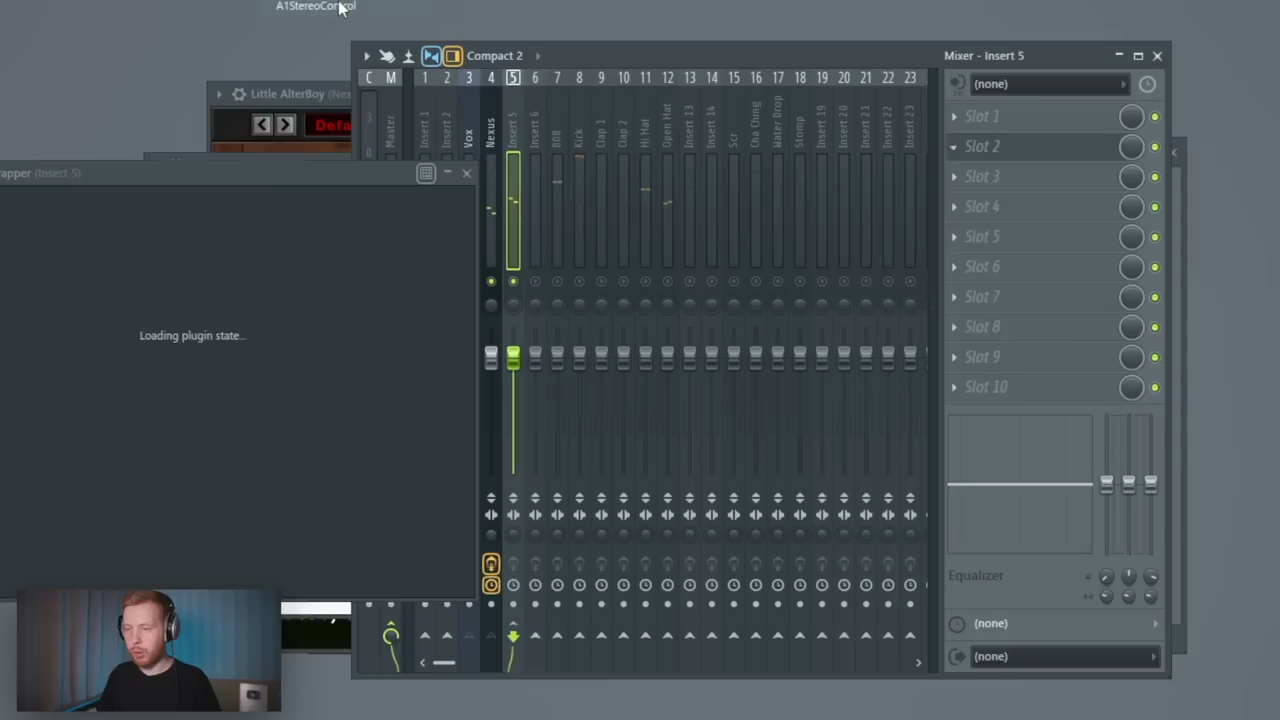 A1StereoControl
Compact 2
Mixer - Insert 5
C M 1 2 3 4 5 6 7 8 9 10 11 12 13 14 15 16 17 18 19 20 21 22 23
(none)
Little AlterBoy (Nex
Defa
3
0
Master
Insert 1
Insert 2
Vox
Nexus
Insert 5
Insert 6
808
Kick
Clap 1
Clap 2
Hi Hat
Open Hat
Insert 13
Insert 14
Scr
Cha Ching
Water Drop
Stomp
Insert 19
Insert 20
Insert 21
Insert 22
Insert 23
Slot 1
Slot 2
Slot 3
Slot 4
Slot 5
Slot 6
Slot 7
Slot 8
Slot 9
Slot 10
apper (Insert 5)
Loading plugin state...
Equalizer
(none)
(none)